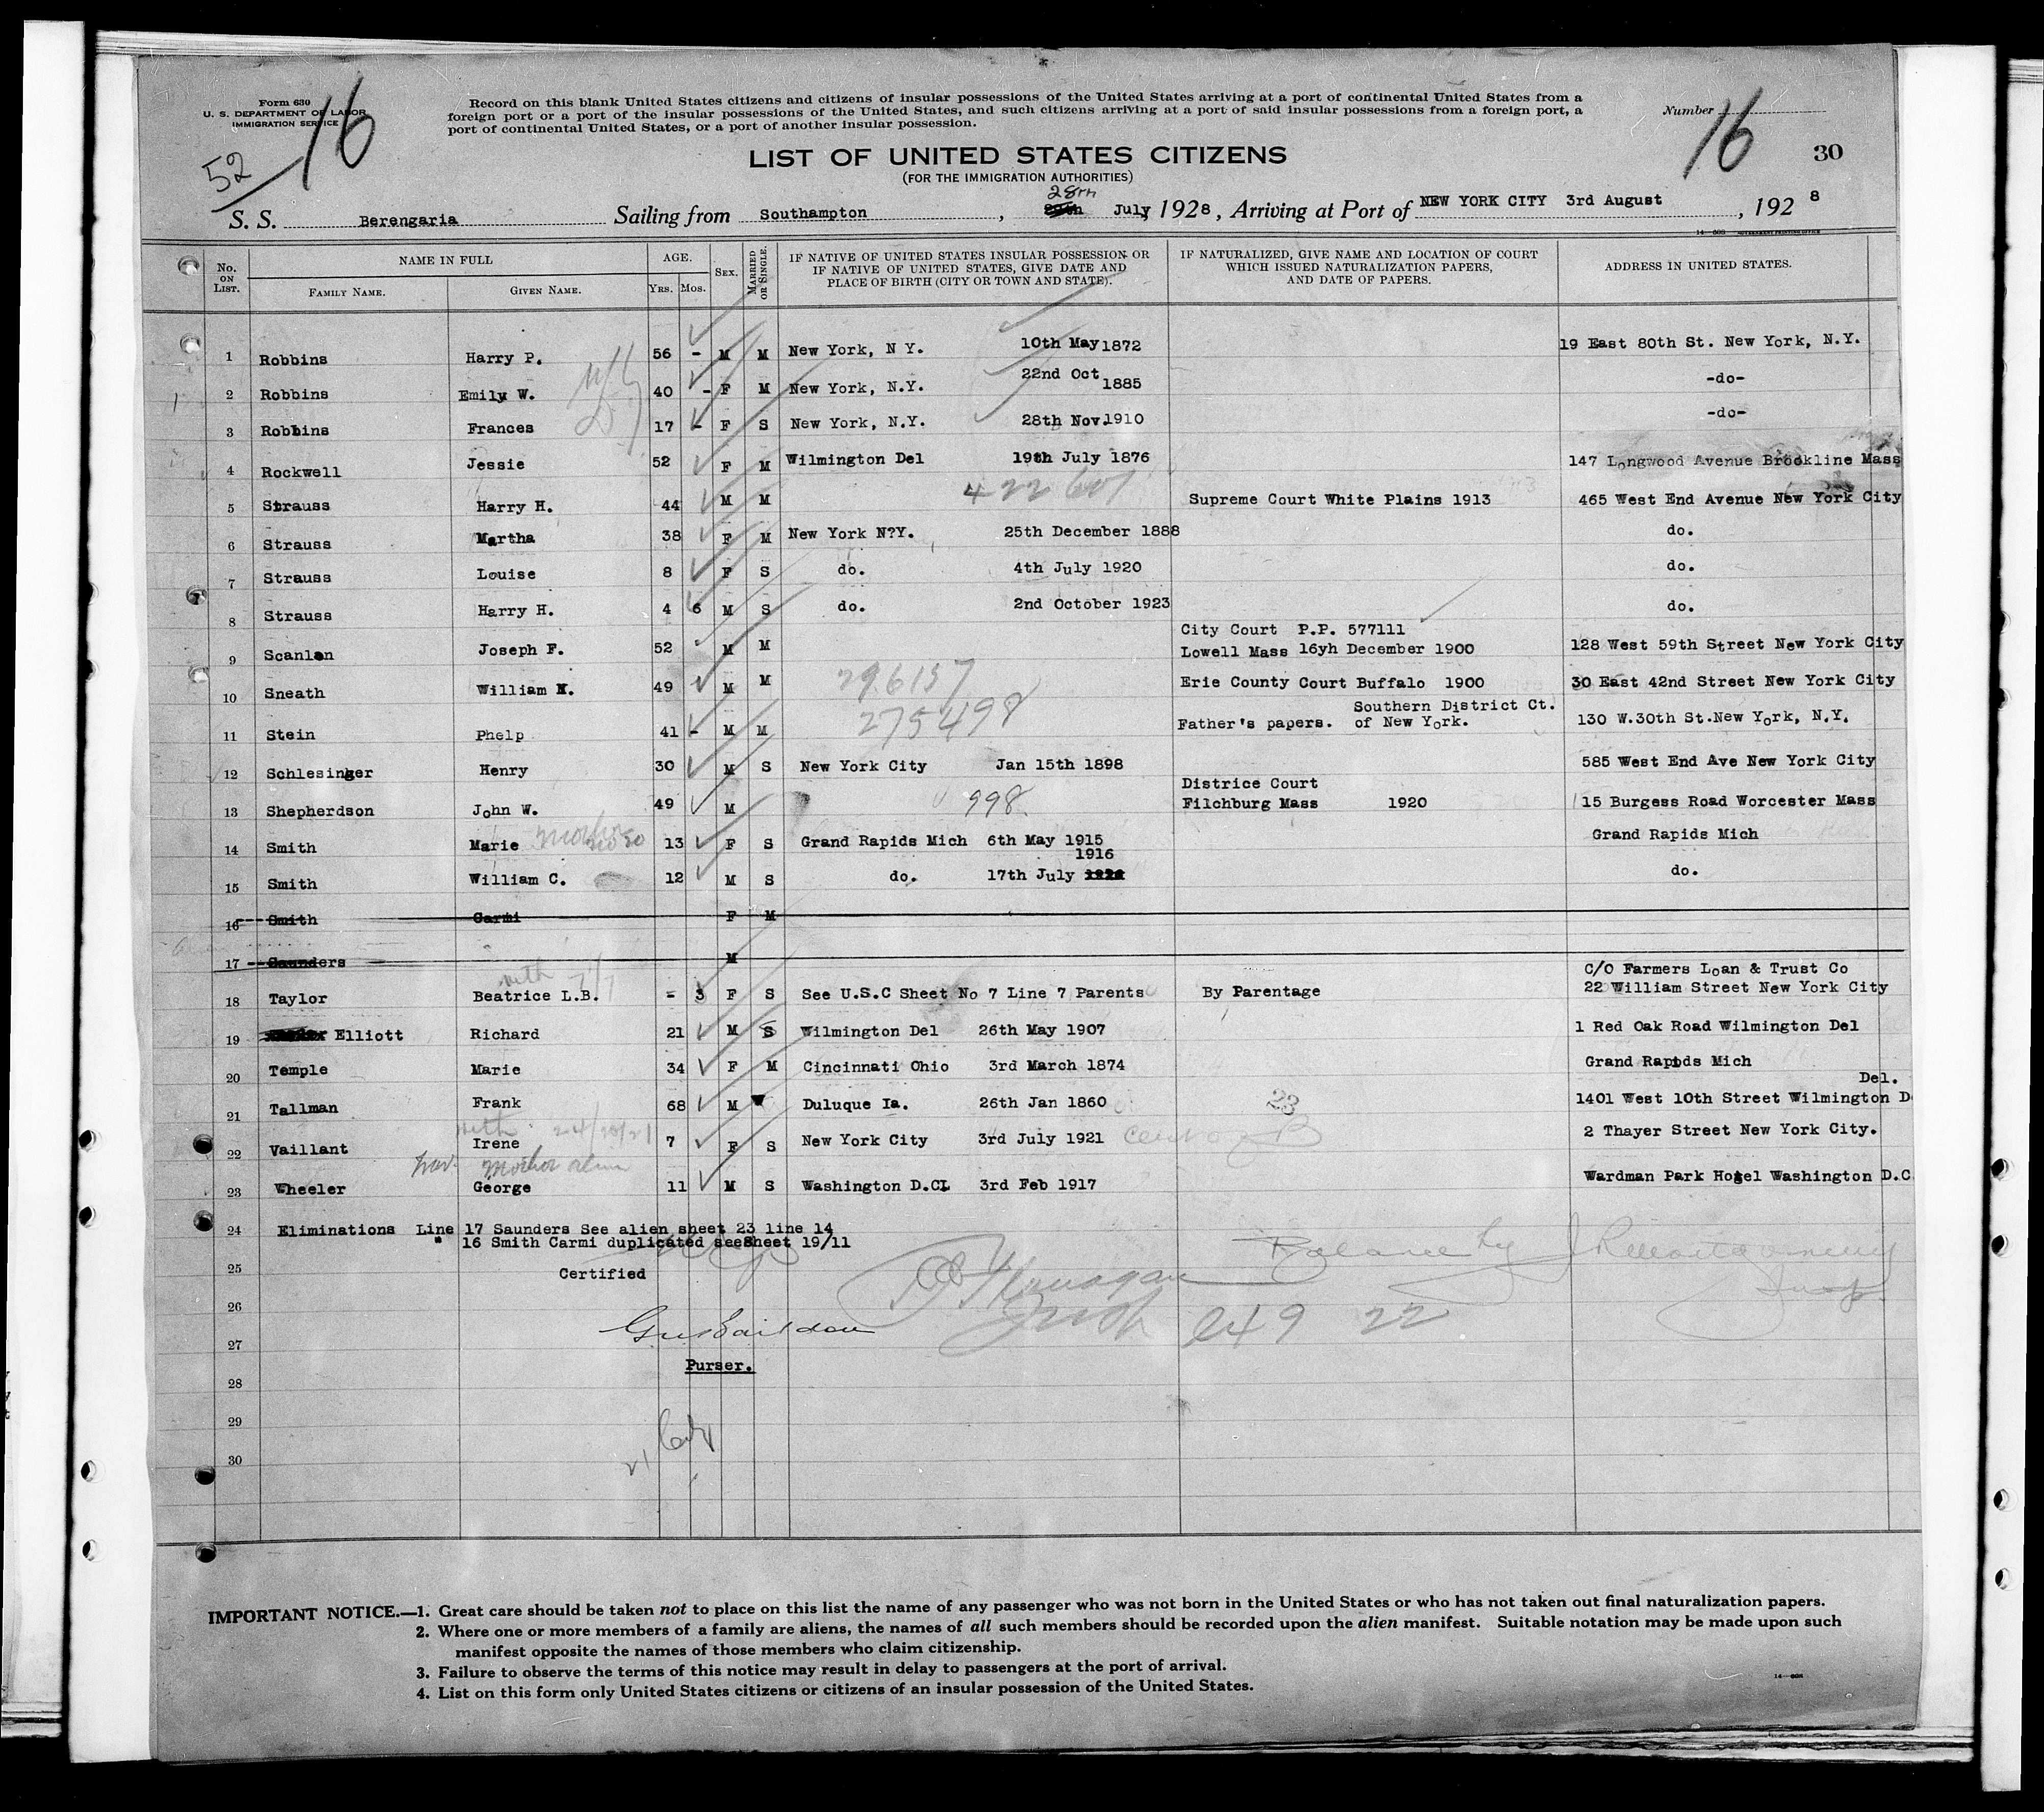 Form 630
U. S. DEPARTMENT OF LABOR
IMMIGRATION SERVICE
16
52
Record on this blank United States citizens and citizens of insular possessions of the United States arriving at a port of continental United States from a
foreign port or a port of the insular possessions of the United States, and such citizens arriving at a port of said insular possessions from a foreign port, a
port of continental United States, or a port of another insular possession.
Number
16
30
LIST OF UNITED STATES CITIZENS
(FOR THE IMMIGRATION AUTHORITIES)
28th
S. S. Berengaria Sailing from Southampton, July, 1928, Arriving at Port of NEW YORK CITY 3rd August, 192 8
No. ON LIST. NAME IN FULL FAMILY NAME. GIVEN NAME. AGE. YRS. MOS. SEX. MARRIED OR SINGLE. IF NATIVE OF UNITED STATES INSULAR POSSESSION OR IF NATIVE OF UNITED STATES, GIVE DATE AND PLACE OF BIRTH (CITY OR TOWN AND STATE). IF NATURALIZED, GIVE NAME AND LOCATION OF COURT WHICH ISSUED NATURALIZATION PAPERS, AND DATE OF PAPERS. ADDRESS IN UNITED STATES.
1 Robbins Harry P. 56 - M M New York, N Y. 10th May 1872 19 East 80th St. New York, N.Y.
2 Robbins Emily W. 40 - F M New York, N.Y. 22nd Oct 1885 -do-
3 Robbins Frances 17 - F S New York, N.Y. 28th Nov. 1910 -do-
4 Rockwell Jessie 52 F M Wilmington Del 19th July 1876 147 Longwood Avenue Brookline Mass
5 Strauss Harry H. 44 M M 422601 Supreme Court White Plains 1913 465 West End Avenue New York City
6 Strauss Martha 38 F M New York N?Y. 25th December 1888 do.
7 Strauss Louise 8 F S do. 4th July 1920 do.
8 Strauss Harry H. 4 6 M S do. 2nd October 1923 do.
City Court P.P. 577111
9 Scanlon Joseph F. 52 M M Lowell Mass 16yh December 1900 128 West 59th Street New York City
10 Sneath William N. 49 M M 296157 Erie County Court Buffalo 1900 30 East 42nd Street New York City
Southern District Ct.
11 Stein Phelp 41 - M M 275498 Father's papers. of New York. 130 W.30th St.New York, N.Y.
12 Schlesinger Henry 30 M S New York City Jan 15th 1898 585 West End Ave New York City
Districe Court
13 Shepherdson John W. 49 M 998 Filchburg Mass 1920 15 Burgess Road Worcester Mass
14 Smith Marie 13 F S Grand Rapids Mich 6th May 1915 Grand Rapids Mich
1916
15 Smith William C. 12 M S do. 17th July do.
16 Smith Carmi F M
17 Saunders M
with
C/O Farmers Loan & Trust Co
18 Taylor Beatrice L.B. - 3 F S See U.S.C Sheet No 7 Line 7 Parents By Parentage 22 William Street New York City
19 Elliott Richard 21 M S Wilmington Del 26th May 1907 1 Red Oak Road Wilmington Del
20 Temple Marie 34 F M Cincinnati Ohio 3rd March 1874 Grand Rapids Mich
Del.
21 Tallman Frank 68 M Duluque Ia. 26th Jan 1860 23 1401 West 10th Street Wilmington D
22 Vaillant Irene 7 F S New York City 3rd July 1921 2 Thayer Street New York City.
23 Wheeler George 11 M S Washington D.CI 3rd Feb 1917 Wardman Park Hotel Washington D.C
24 Eliminations Line 17 Saunders See alien sheet 23 line 14
" 16 Smith Carmi duplicated see sheet 19/11
25 Certified
26
27
Purser.
28
29
30
IMPORTANT NOTICE.—1. Great care should be taken not to place on this list the name of any passenger who was not born in the United States or who has not taken out final naturalization papers.
2. Where one or more members of a family are aliens, the names of all such members should be recorded upon the alien manifest. Suitable notation may be made upon such
manifest opposite the names of those members who claim citizenship.
3. Failure to observe the terms of this notice may result in delay to passengers at the port of arrival.
4. List on this form only United States citizens or citizens of an insular possession of the United States.